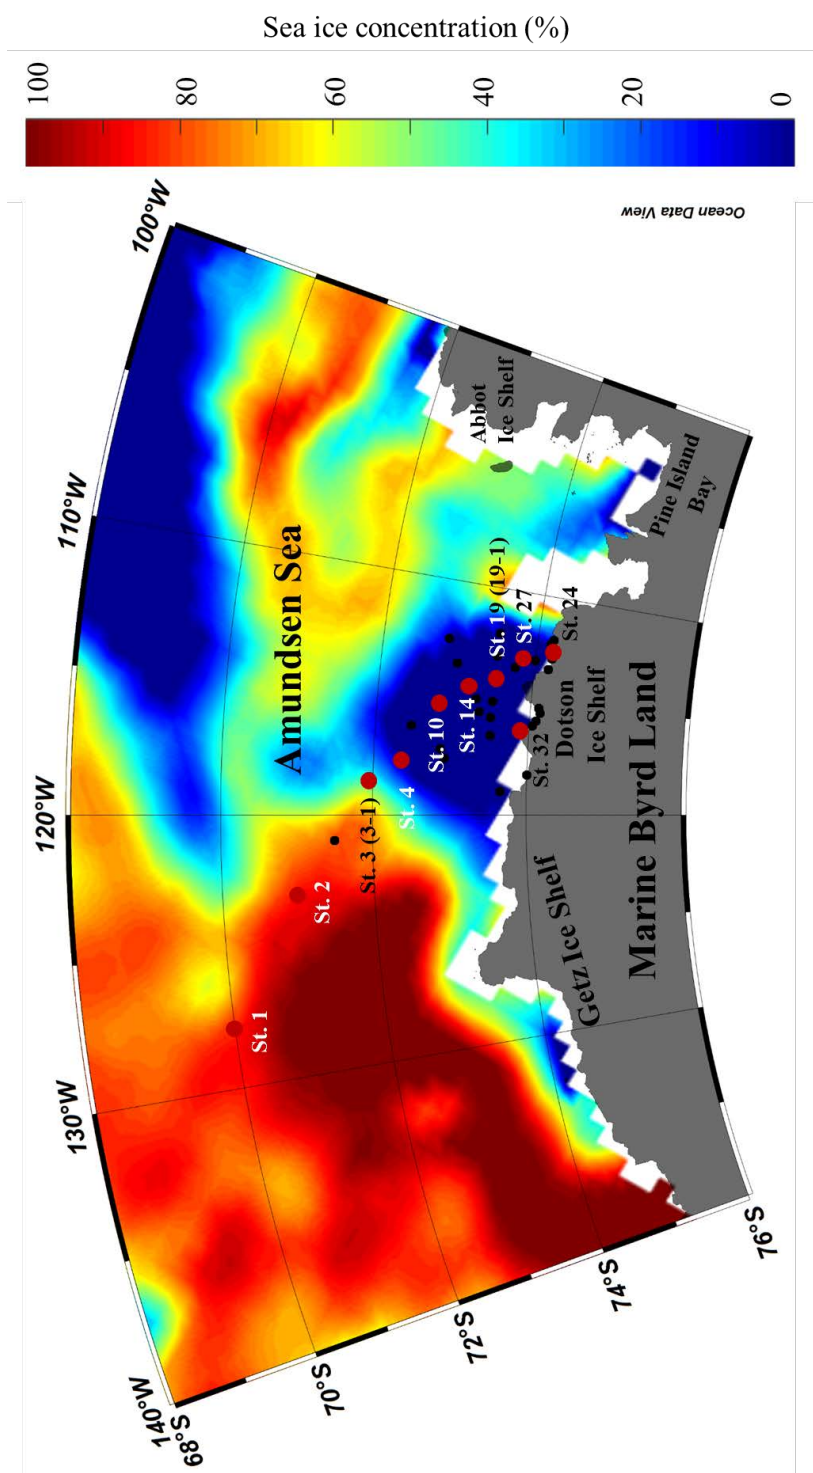 Sea ice concentration (%)
100
80
60
40
20
0
Ocean Data View
100°W
110°W
120°W
130°W
140°W
68°S
70°S
72°S
74°S
76°S
Amundsen Sea
Abbot
Ice Shelf
Pine Island
Bay
St. 19 (19-1)
St. 27
St. 24
St. 10
St. 14
St. 32
Dotson
Ice Shelf
St. 4
St. 3 (3-1)
St. 2
St. 1
Getz Ice Shelf
Marine Byrd Land